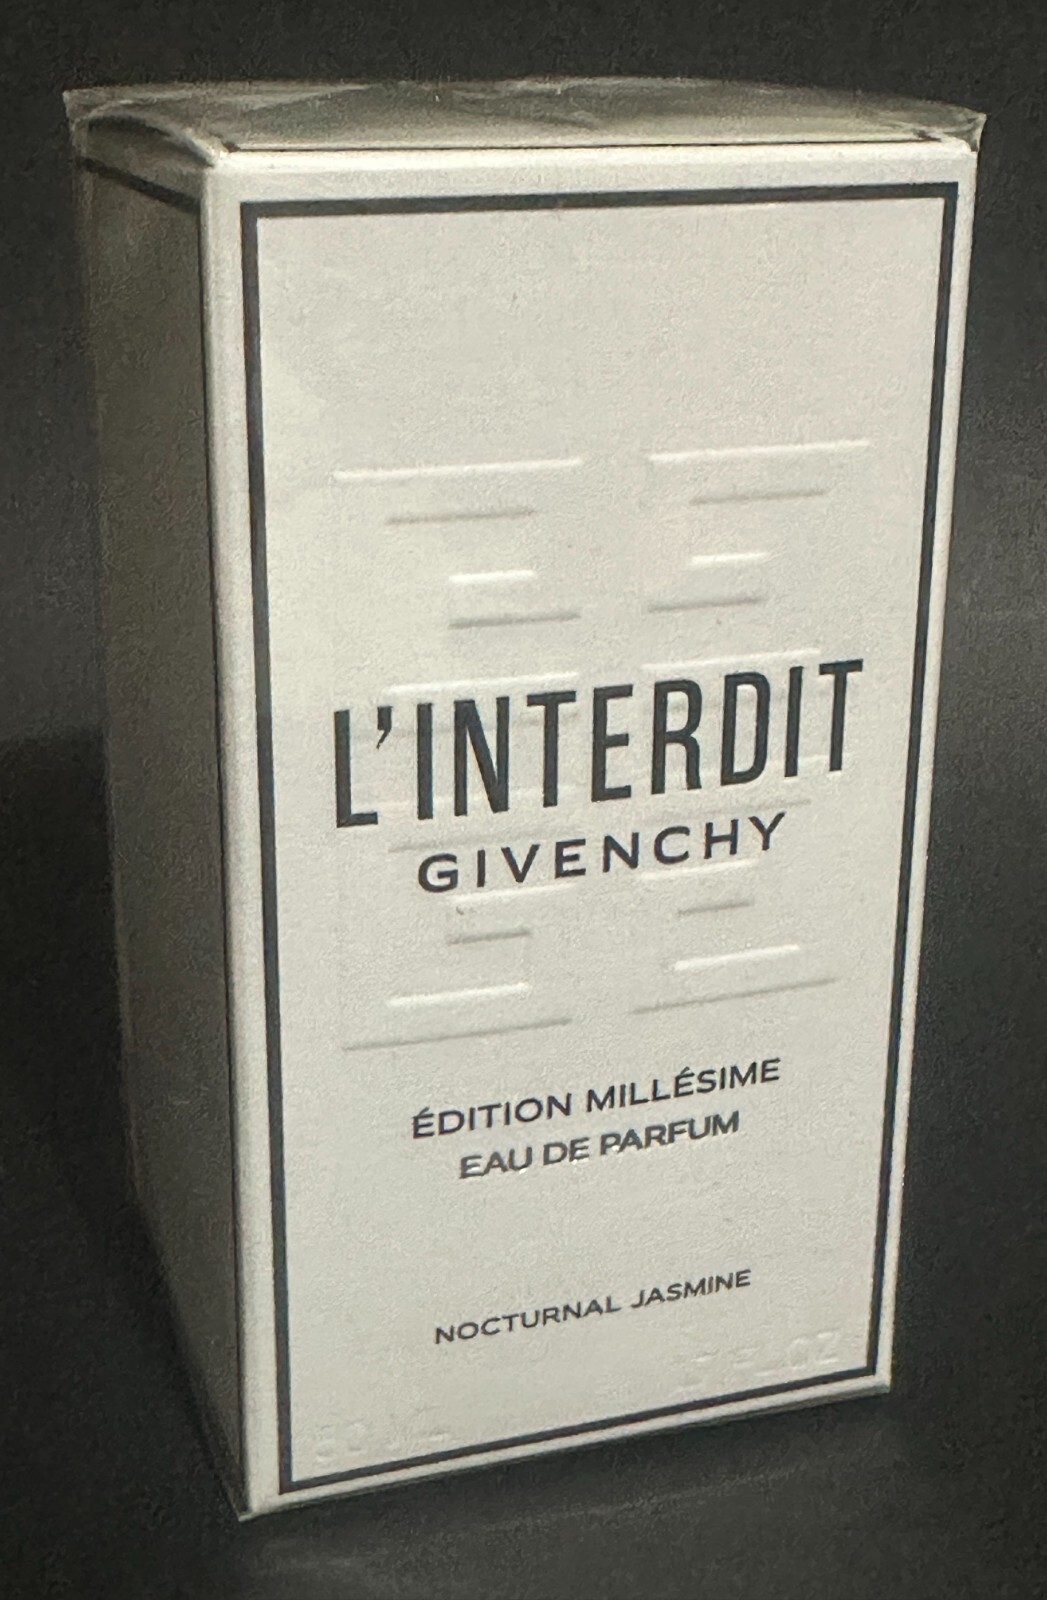 L'INTERDIT
GIVENCHY
ÉDITION MILLÉSIME
EAU DE PARFUM
NOCTURNAL JASMINE